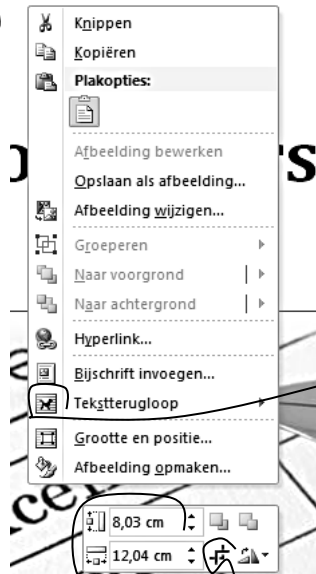 Knippen
Kopiëren
Plakopties:
Afbeelding bewerken
Opslaan als afbeelding...
Afbeelding wijzigen...
Groeperen
Naar voorgrond
Naar achtergrond
Hyperlink...
Bijschrift invoegen...
Tekstterugloop
Grootte en positie...
Afbeelding opmaken...
8,03 cm
12,04 cm